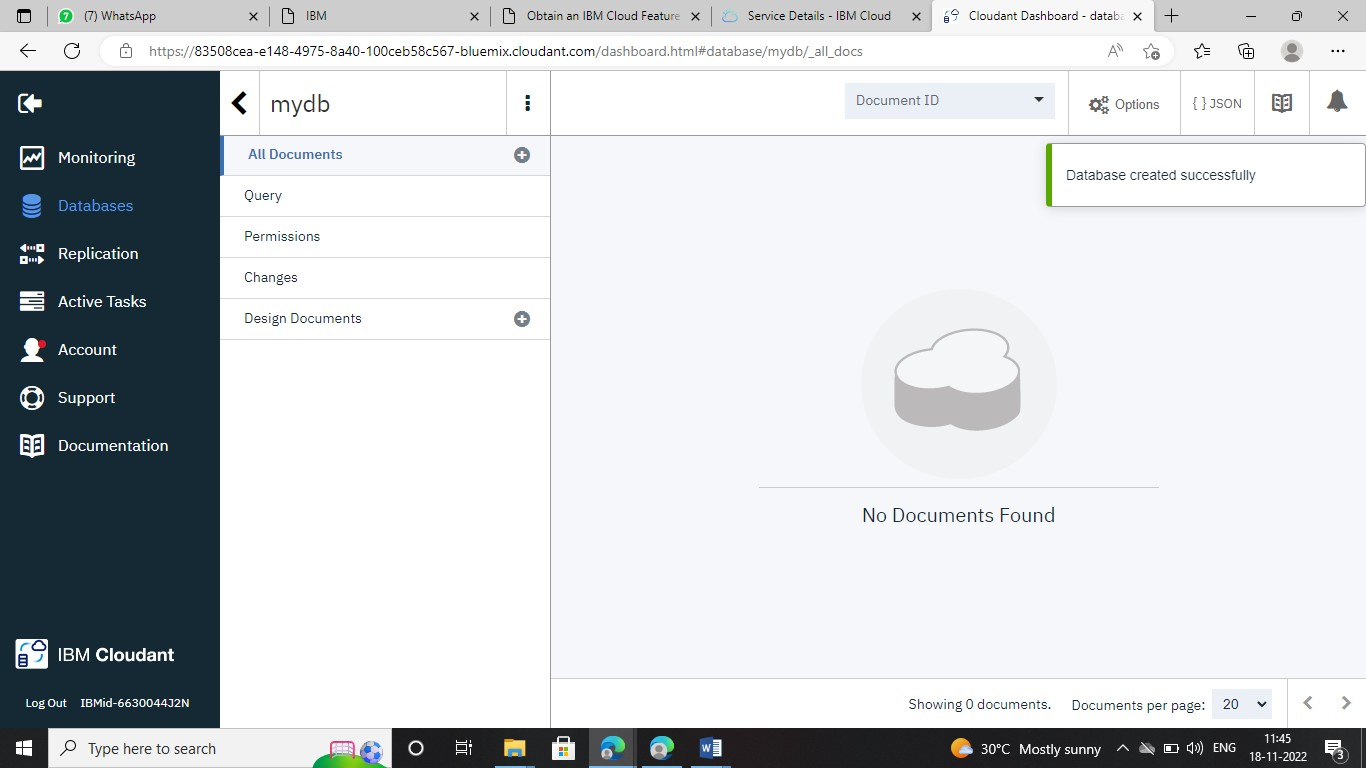 (7) WhatsApp
IBM
Obtain an IBM Cloud Feature
Service Details - IBM Cloud
Cloudant Dashboard - databa
https://83508cea-e148-4975-8a40-100ceb58c567-bluemix.cloudant.com/dashboard.html#database/mydb/_all_docs
mydb
Document ID
Options
{ } JSON
Monitoring
Databases
Replication
Active Tasks
Account
Support
Documentation
All Documents
Query
Permissions
Changes
Design Documents
Database created successfully
No Documents Found
IBM Cloudant
Log Out IBMid-6630044J2N
Showing 0 documents. Documents per page: 20
Type here to search
30°C Mostly sunny
ENG
11:45
18-11-2022
3